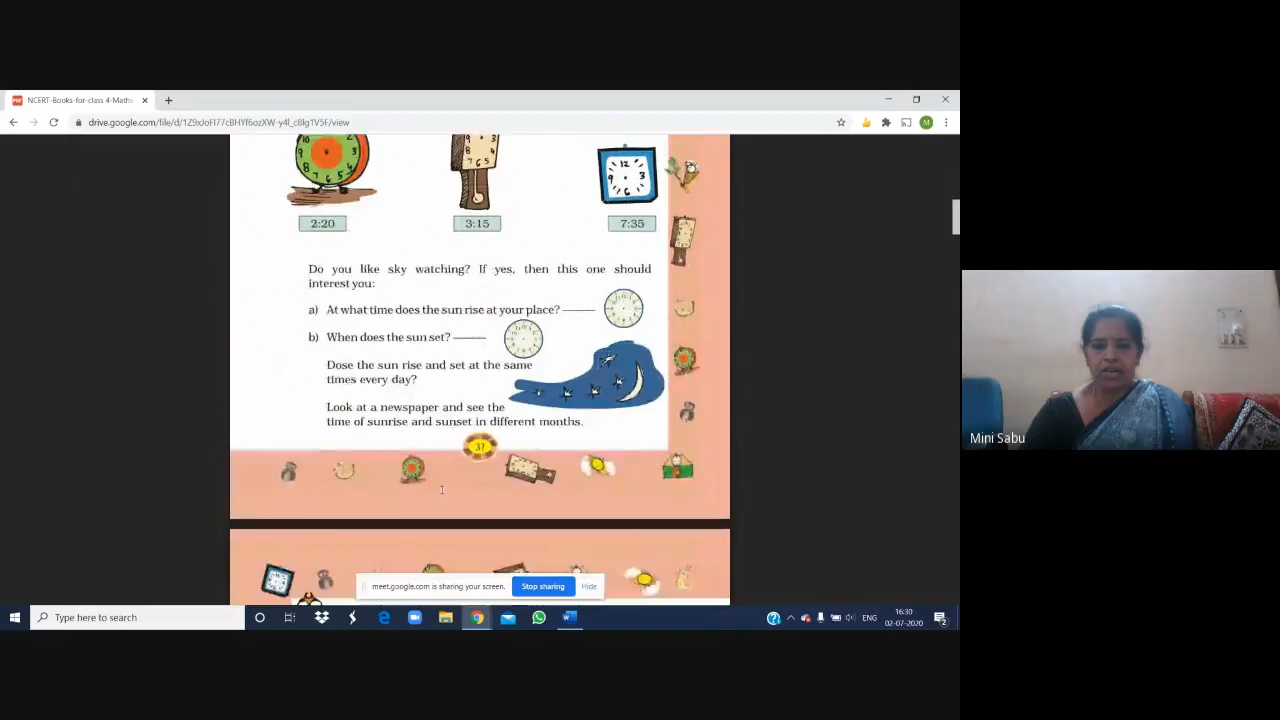 NCERT-Books-for-class 4-Maths
drive.google.com/file/d/1Z9xJoFl77cBHYf6ozXW-y4l_c8lg1V5F/view
2:20
3:15
7:35
Do you like sky watching? If yes, then this one should
interest you:
a) At what time does the sun rise at your place? ———
b) When does the sun set? ———
Dose the sun rise and set at the same
times every day?
Look at a newspaper and see the
time of sunrise and sunset in different months.
37
meet.google.com is sharing your screen.
Stop sharing
Hide
Type here to search
ENG
16:30
02-07-2020
Mini Sabu